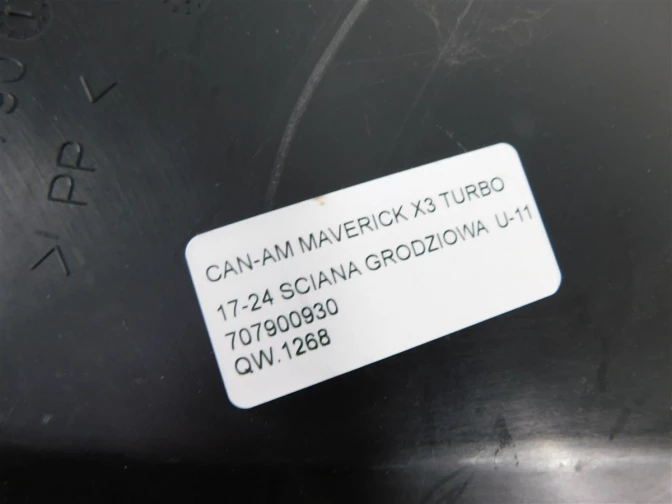 CAN-AM MAVERICK X3 TURBO
17-24 SCIANA GRODZIOWA U-11
707900930
QW.1268
>PP<